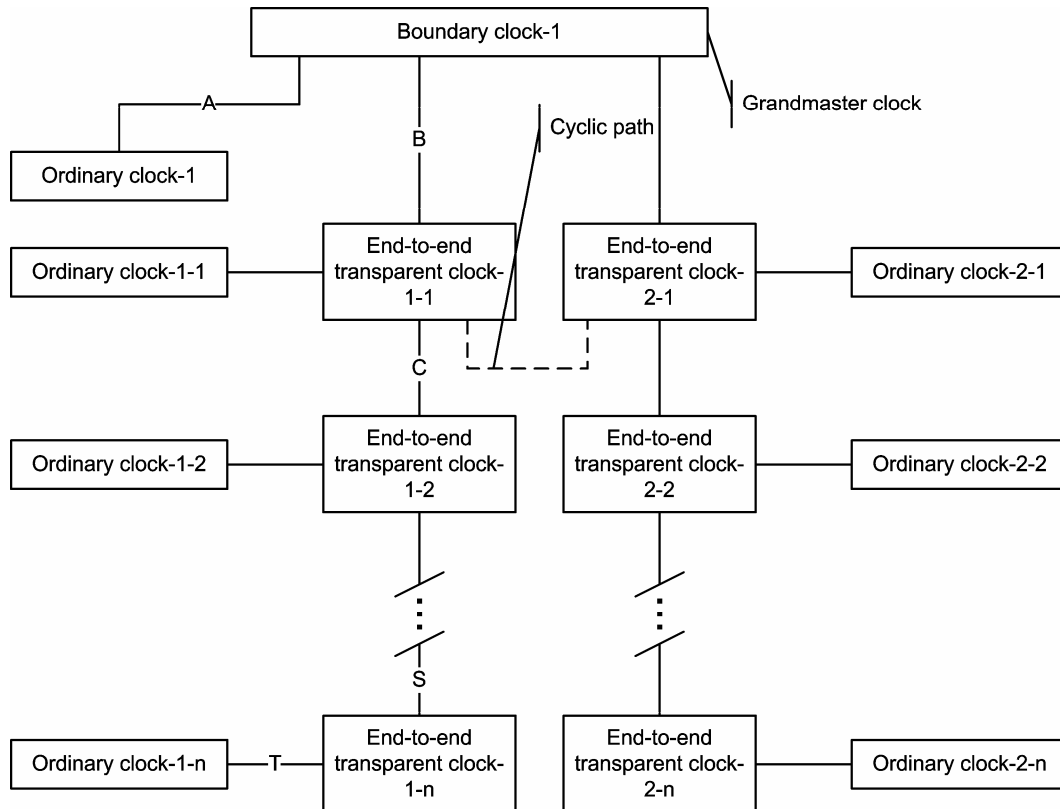 Boundary clock-1
A
Grandmaster clock
B
Cyclic path
Ordinary clock-1
Ordinary clock-1-1
End-to-end
transparent clock-
1-1
End-to-end
transparent clock-
2-1
Ordinary clock-2-1
C
Ordinary clock-1-2
End-to-end
transparent clock-
1-2
End-to-end
transparent clock-
2-2
Ordinary clock-2-2
S
Ordinary clock-1-n
T
End-to-end
transparent clock-
1-n
End-to-end
transparent clock-
2-n
Ordinary clock-2-n